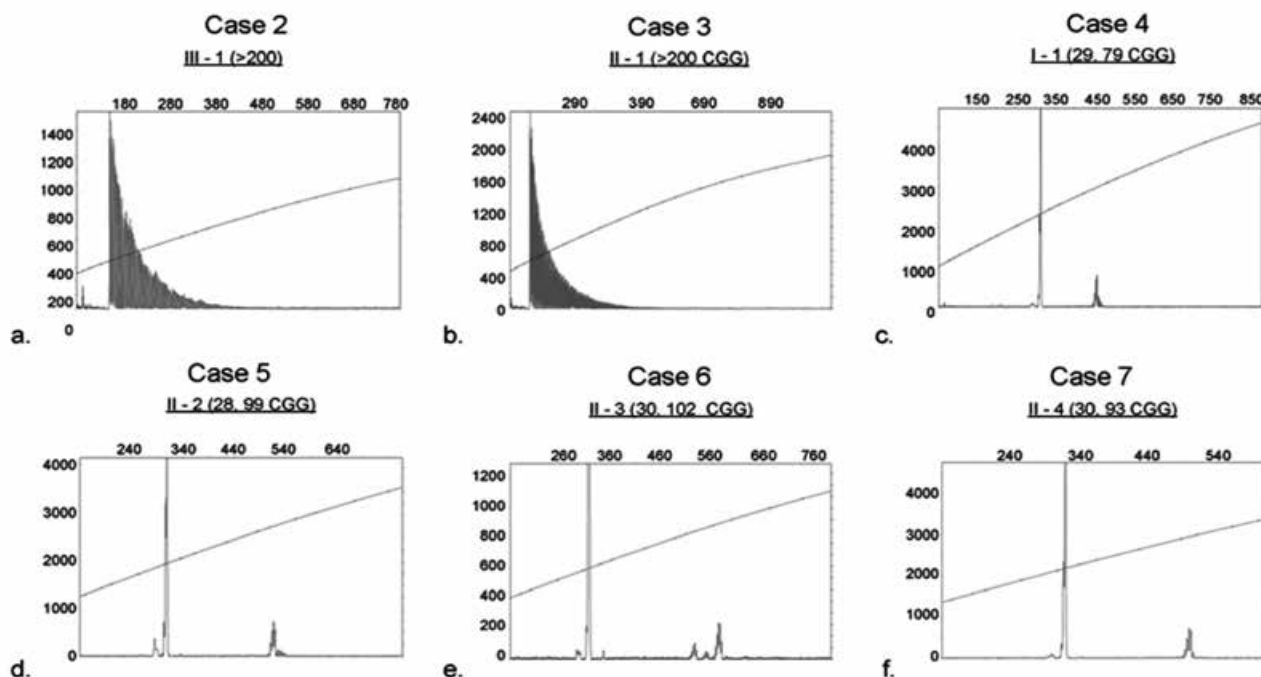 Case 2
III - 1 (>200)
180 280 380 480 580 680 780
1400
1200
1000
800
600
400
200
0
a.
Case 3
II - 1 (>200 CGG)
290 390 690 890
2400
2000
1600
1200
800
400
0
b.
Case 4
I - 1 (29, 79 CGG)
150 250 350 450 550 650 750 850
4000
3000
2000
1000
0
c.
Case 5
II - 2 (28, 99 CGG)
240 340 440 540 640
4000
3000
2000
1000
0
d.
Case 6
II - 3 (30, 102 CGG)
260 360 460 560 660 760
1200
1000
800
600
400
200
0
e.
Case 7
II - 4 (30, 93 CGG)
240 340 440 540
4000
3000
2000
1000
0
f.